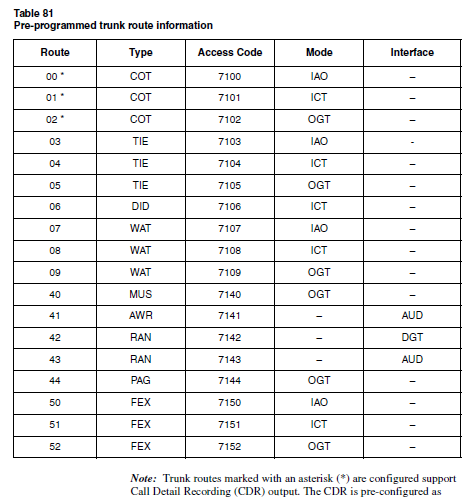 Table 81
Pre-programmed trunk route information
Route Type Access Code Mode Interface
00 * COT 7100 IAO –
01 * COT 7101 ICT –
02 * COT 7102 OGT –
03 TIE 7103 IAO -
04 TIE 7104 ICT –
05 TIE 7105 OGT –
06 DID 7106 ICT –
07 WAT 7107 IAO –
08 WAT 7108 ICT –
09 WAT 7109 OGT –
40 MUS 7140 OGT –
41 AWR 7141 – AUD
42 RAN 7142 – DGT
43 RAN 7143 – AUD
44 PAG 7144 OGT –
50 FEX 7150 IAO –
51 FEX 7151 ICT –
52 FEX 7152 OGT –
Note: Trunk routes marked with an asterisk (*) are configured support
Call Detail Recording (CDR) output. The CDR is pre-configured as